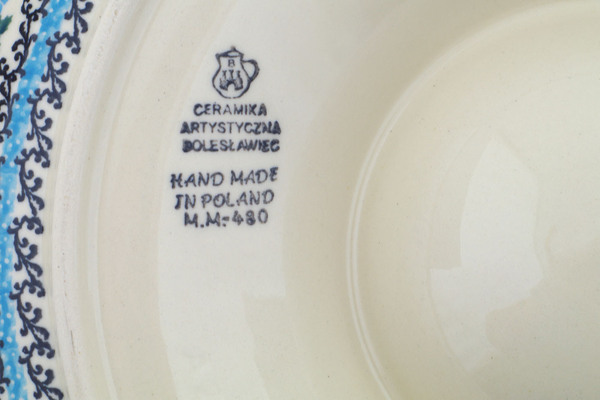 B
CERAMIKA
ARTYSTYCZNA
BOLESŁAWIEC
HAND MADE
IN POLAND
M.M.-480